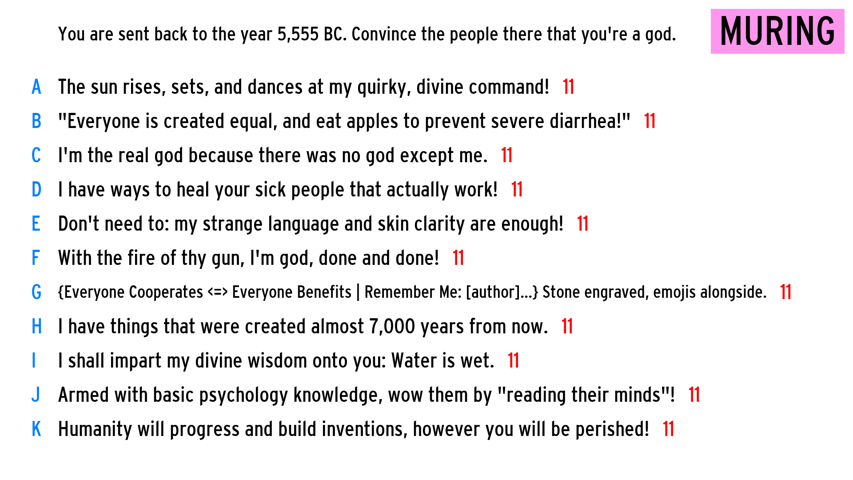 You are sent back to the year 5,555 BC. Convince the people there that you're a god.
MURING
A The sun rises, sets, and dances at my quirky, divine command! 11
B "Everyone is created equal, and eat apples to prevent severe diarrhea!" 11
C I'm the real god because there was no god except me. 11
D I have ways to heal your sick people that actually work! 11
E Don't need to: my strange language and skin clarity are enough! 11
F With the fire of thy gun, I'm god, done and done! 11
G {Everyone Cooperates <=> Everyone Benefits | Remember Me: [author]...} Stone engraved, emojis alongside. 11
H I have things that were created almost 7,000 years from now. 11
I I shall impart my divine wisdom onto you: Water is wet. 11
J Armed with basic psychology knowledge, wow them by "reading their minds"! 11
K Humanity will progress and build inventions, however you will be perished! 11